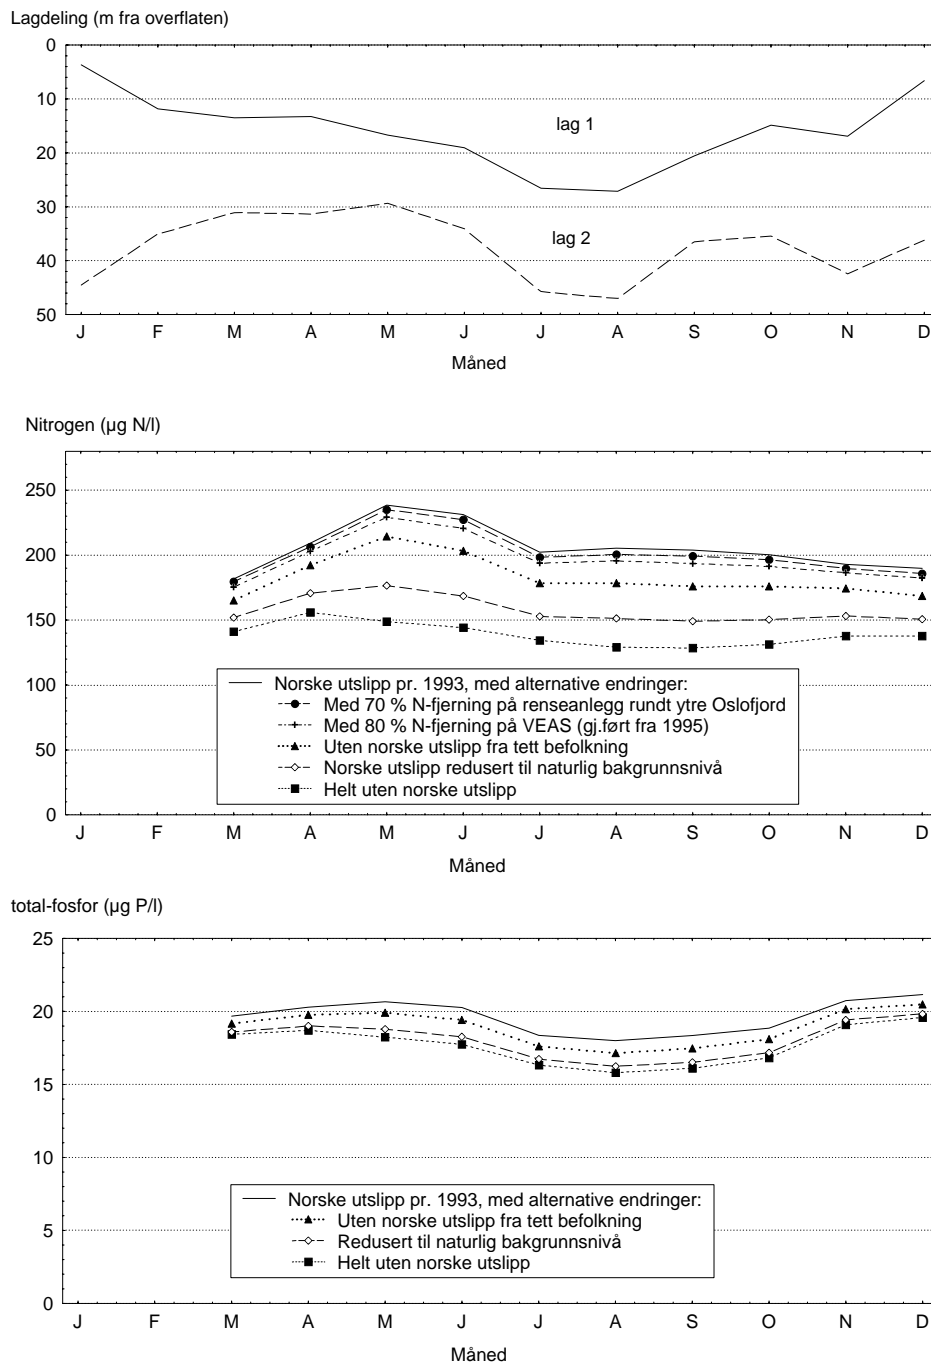 Lagdeling (m fra overflaten)
0
10
20
30
40
50
lag 1
lag 2
J F M A M J J A S O N D
Måned
Nitrogen (µg N/l)
250
200
150
100
50
0
Norske utslipp pr. 1993, med alternative endringer:
Med 70 % N-fjerning på renseanlegg rundt ytre Oslofjord
Med 80 % N-fjerning på VEAS (gj.ført fra 1995)
Uten norske utslipp fra tett befolkning
Norske utslipp redusert til naturlig bakgrunnsnivå
Helt uten norske utslipp
J F M A M J J A S O N D
Måned
total-fosfor (µg P/l)
25
20
15
10
5
0
Norske utslipp pr. 1993, med alternative endringer:
Uten norske utslipp fra tett befolkning
Redusert til naturlig bakgrunnsnivå
Helt uten norske utslipp
J F M A M J J A S O N D
Måned